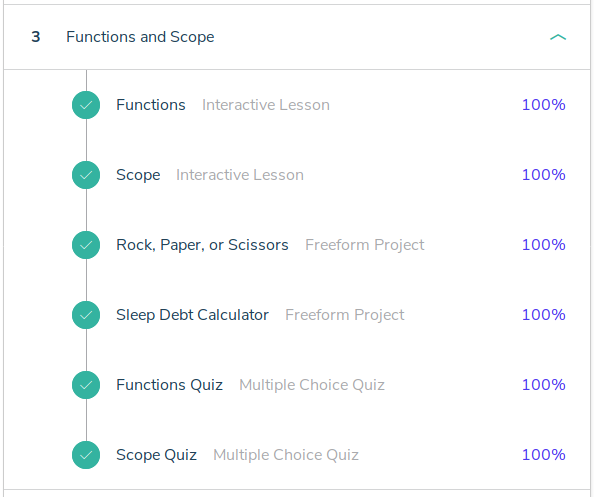 3 Functions and Scope
Functions Interactive Lesson 100%
Scope Interactive Lesson 100%
Rock, Paper, or Scissors Freeform Project 100%
Sleep Debt Calculator Freeform Project 100%
Functions Quiz Multiple Choice Quiz 100%
Scope Quiz Multiple Choice Quiz 100%